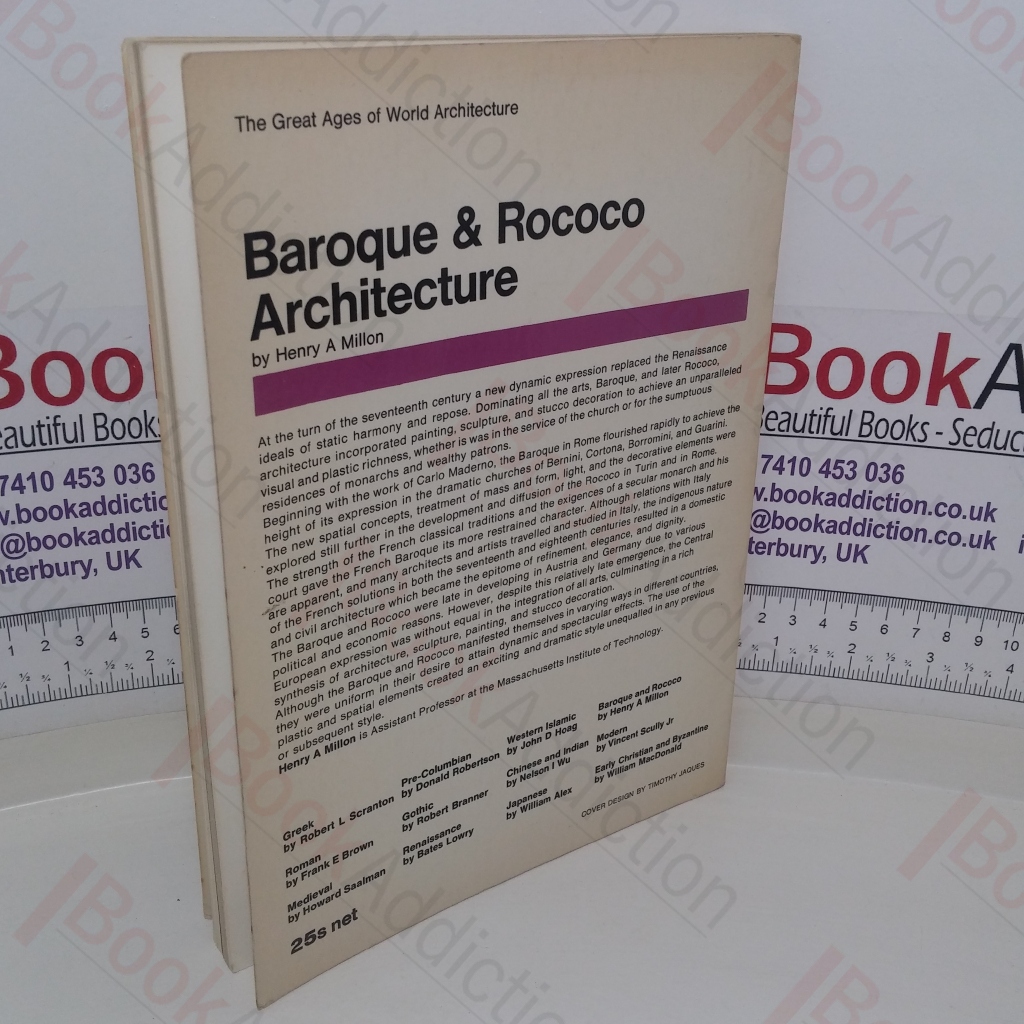 The Great Ages of World Architecture
Baroque & Rococo
Architecture
by Henry A Millon
At the turn of the seventeenth century a new dynamic expression replaced the Renaissance
ideals of static harmony and repose. Dominating all the arts, Baroque, and later Rococo,
architecture incorporated painting, sculpture, and stucco decoration to achieve an unparalleled
visual and plastic richness, whether is was in the service of the church or for the sumptuous
residences of monarchs and wealthy patrons.
Beginning with the work of Carlo Maderno, the Baroque in Rome flourished rapidly to achieve the
height of its expression in the dramatic churches of Bernini, Cortona, Borromini, and Guarini.
The new spatial concepts, treatment of mass and form, light, and the decorative elements were
explored still further in the development and diffusion of the Rococo in Turin and in Rome.
The strength of the French classical traditions and the exigences of a secular monarch and his
court gave the French Baroque its more restrained character. Although relations with Italy
are apparent, and many architects and artists travelled and studied in Italy, the indigenous nature
of the French solutions in both the seventeenth and eighteenth centuries resulted in a domestic
and civil architecture which became the epitome of refinement, elegance, and dignity.
The Baroque and Rococo were late in developing in Austria and Germany due to various
political and economic reasons. However, despite this relatively late emergence, the Central
European expression was without equal in the integration of all arts, culminating in a rich
synthesis of architecture, sculpture, painting, and stucco decoration.
Although the Baroque and Rococo manifested themselves in varying ways in different countries,
they were uniform in their desire to attain dynamic and spectacular effects. The use of the
plastic and spatial elements created an exciting and dramatic style unequalled in any previous
or subsequent style.
Henry A Millon is Assistant Professor at the Massachusetts Institute of Technology.
Greek
by Robert L Scranton
Roman
by Frank E Brown
Medieval
by Howard Saalman
Pre-Columbian
by Donald Robertson
Gothic
by Robert Branner
Renaissance
by Bates Lowry
Western Islamic
by John D Hoag
Chinese and Indian
by Nelson I Wu
Japanese
by William Alex
Baroque and Rococo
by Henry A Millon
Modern
by Vincent Scully Jr
Early Christian and Byzantine
by William MacDonald
COVER DESIGN BY TIMOTHY JAQUES
25s net
Boo
eautiful Books
7410 453 036
w.bookaddictio
@bookaddiction
nterbury, UK
BookA
Beautiful Books - Seduct
7410 453 036
w.bookaddiction.co.uk
@bookaddiction.co.uk
terbury, UK
BookAddiction